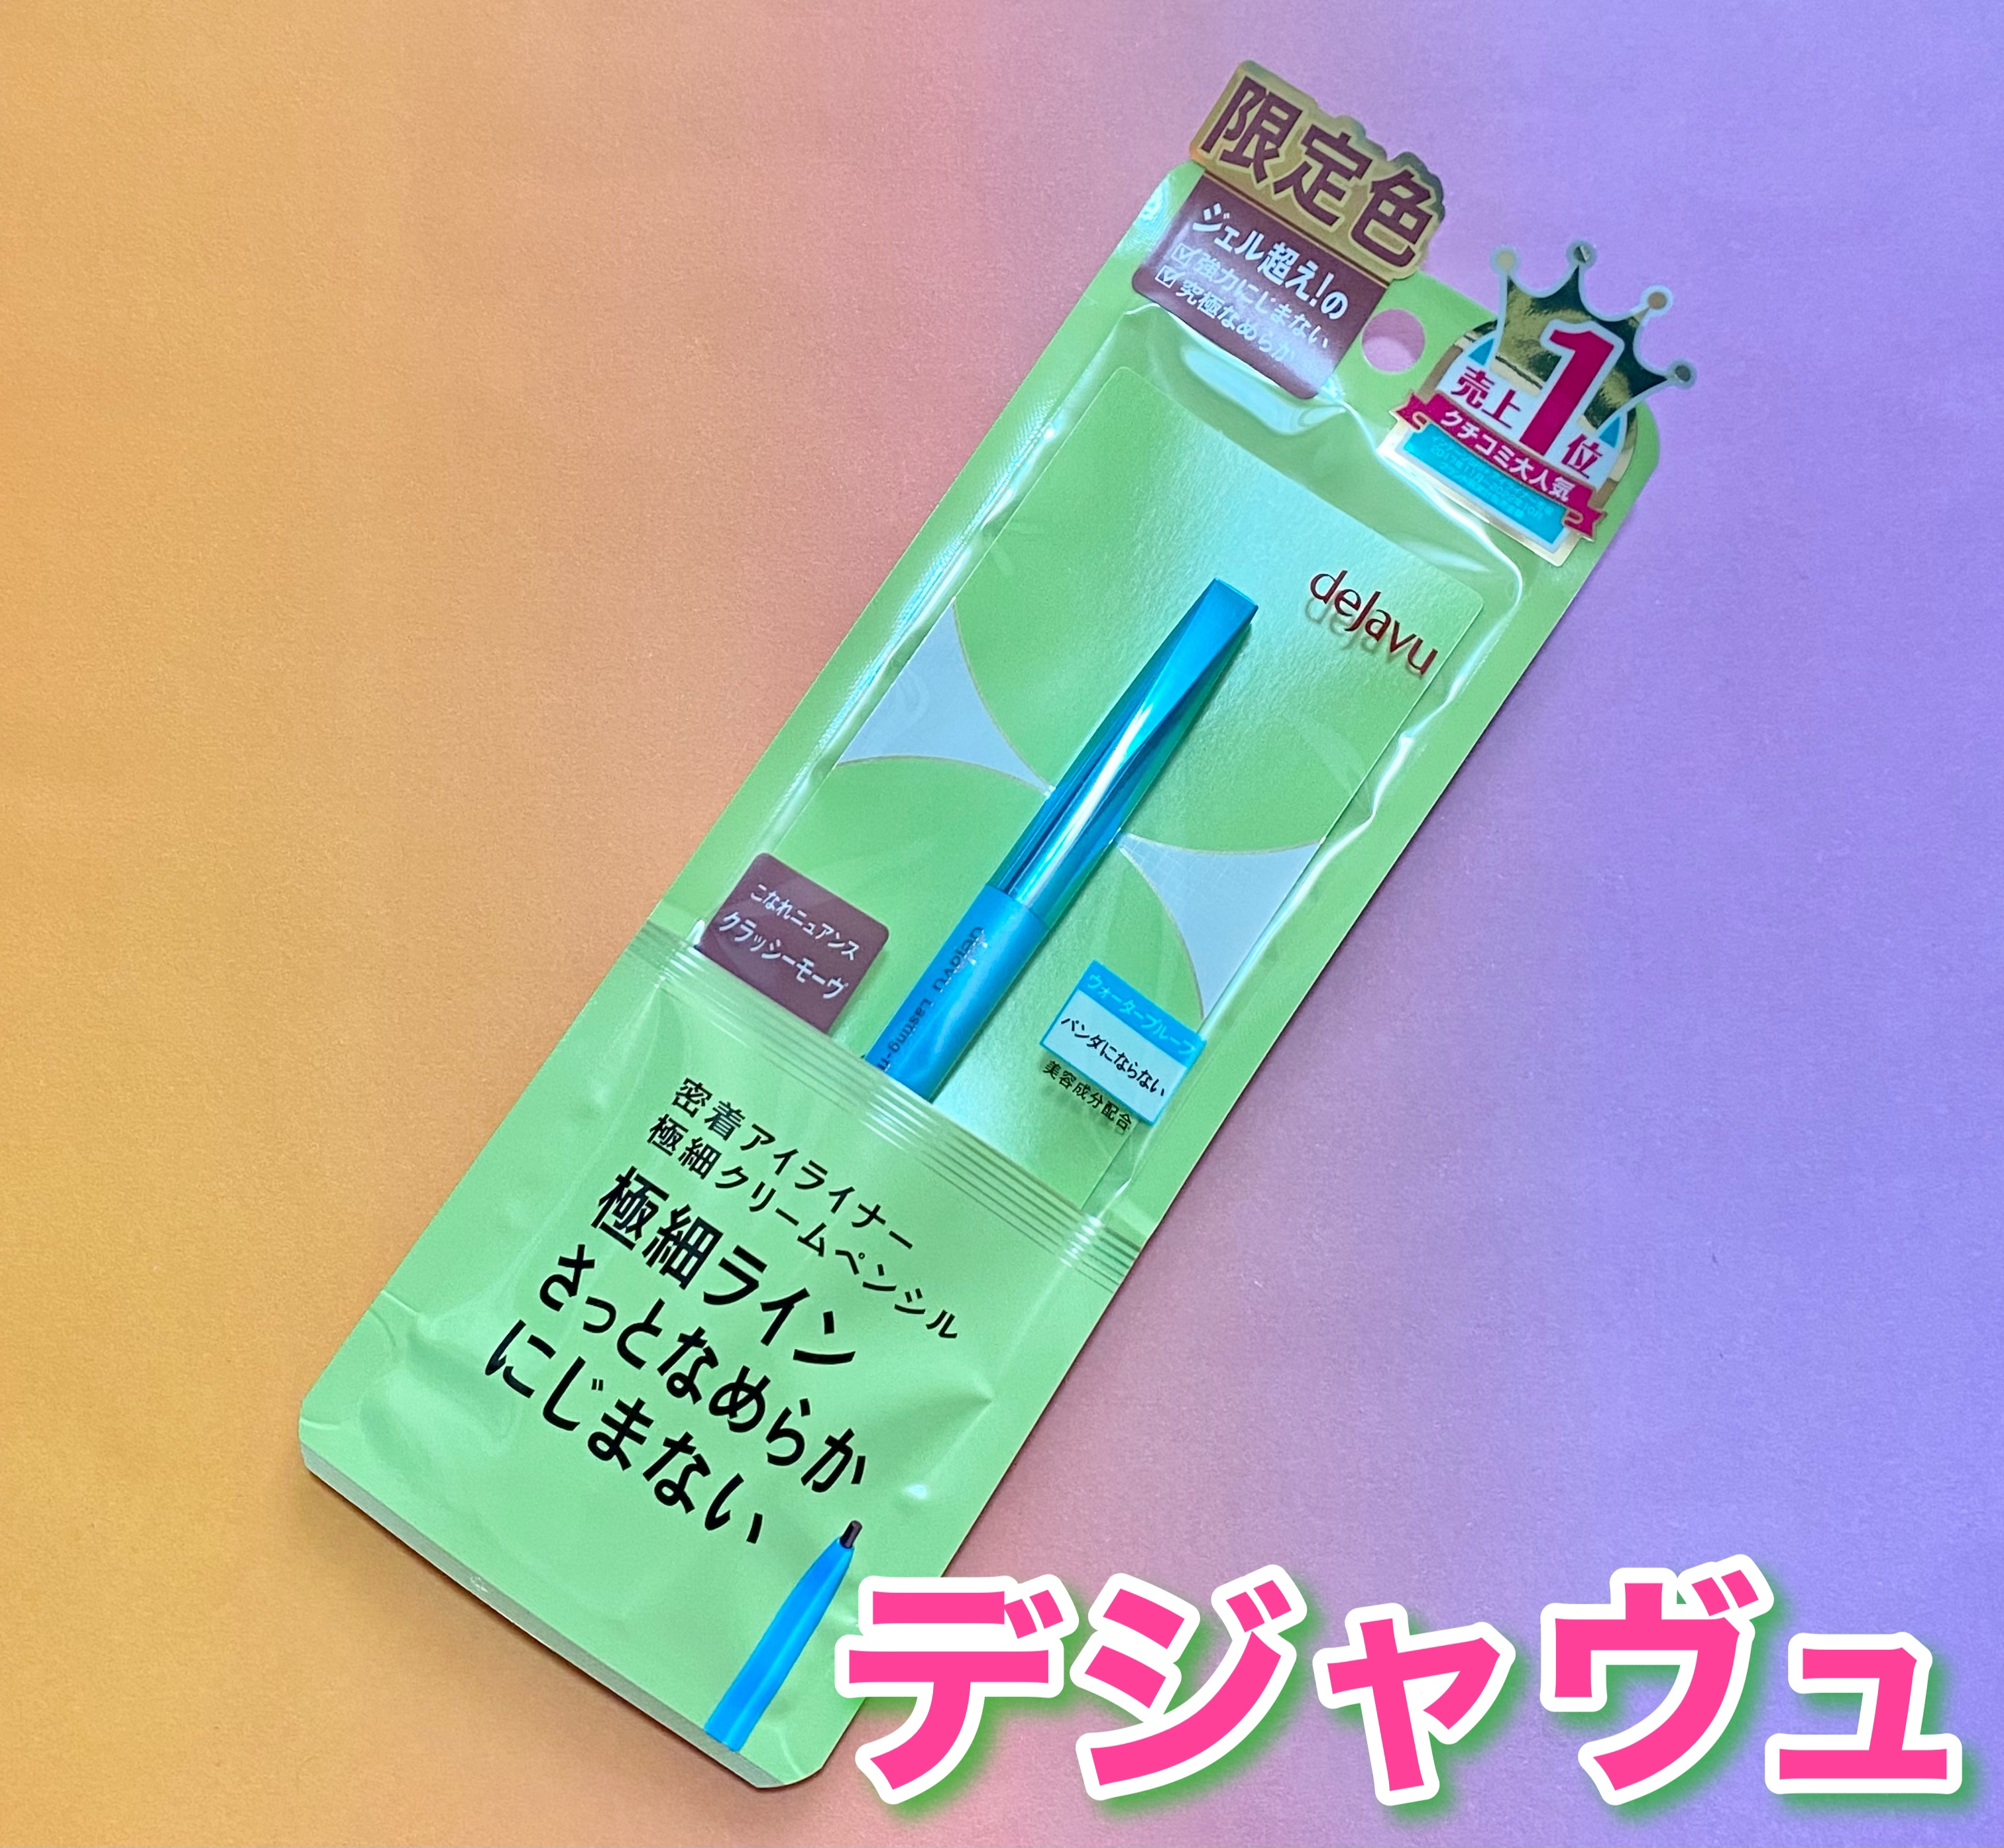 限定色
ジェル超え!の
強力にじまない
究極なめらか
売上1位
クチコミ大人気
dejavu
dejavu Lasting-
こなれニュアンス
クラッシーモーヴ
ウォータープルーフ
パンダにならない
美容成分配合
密着アイライナー
極細クリームペンシル
極細ライン
さっとなめらか
にじまない
デジャヴュ